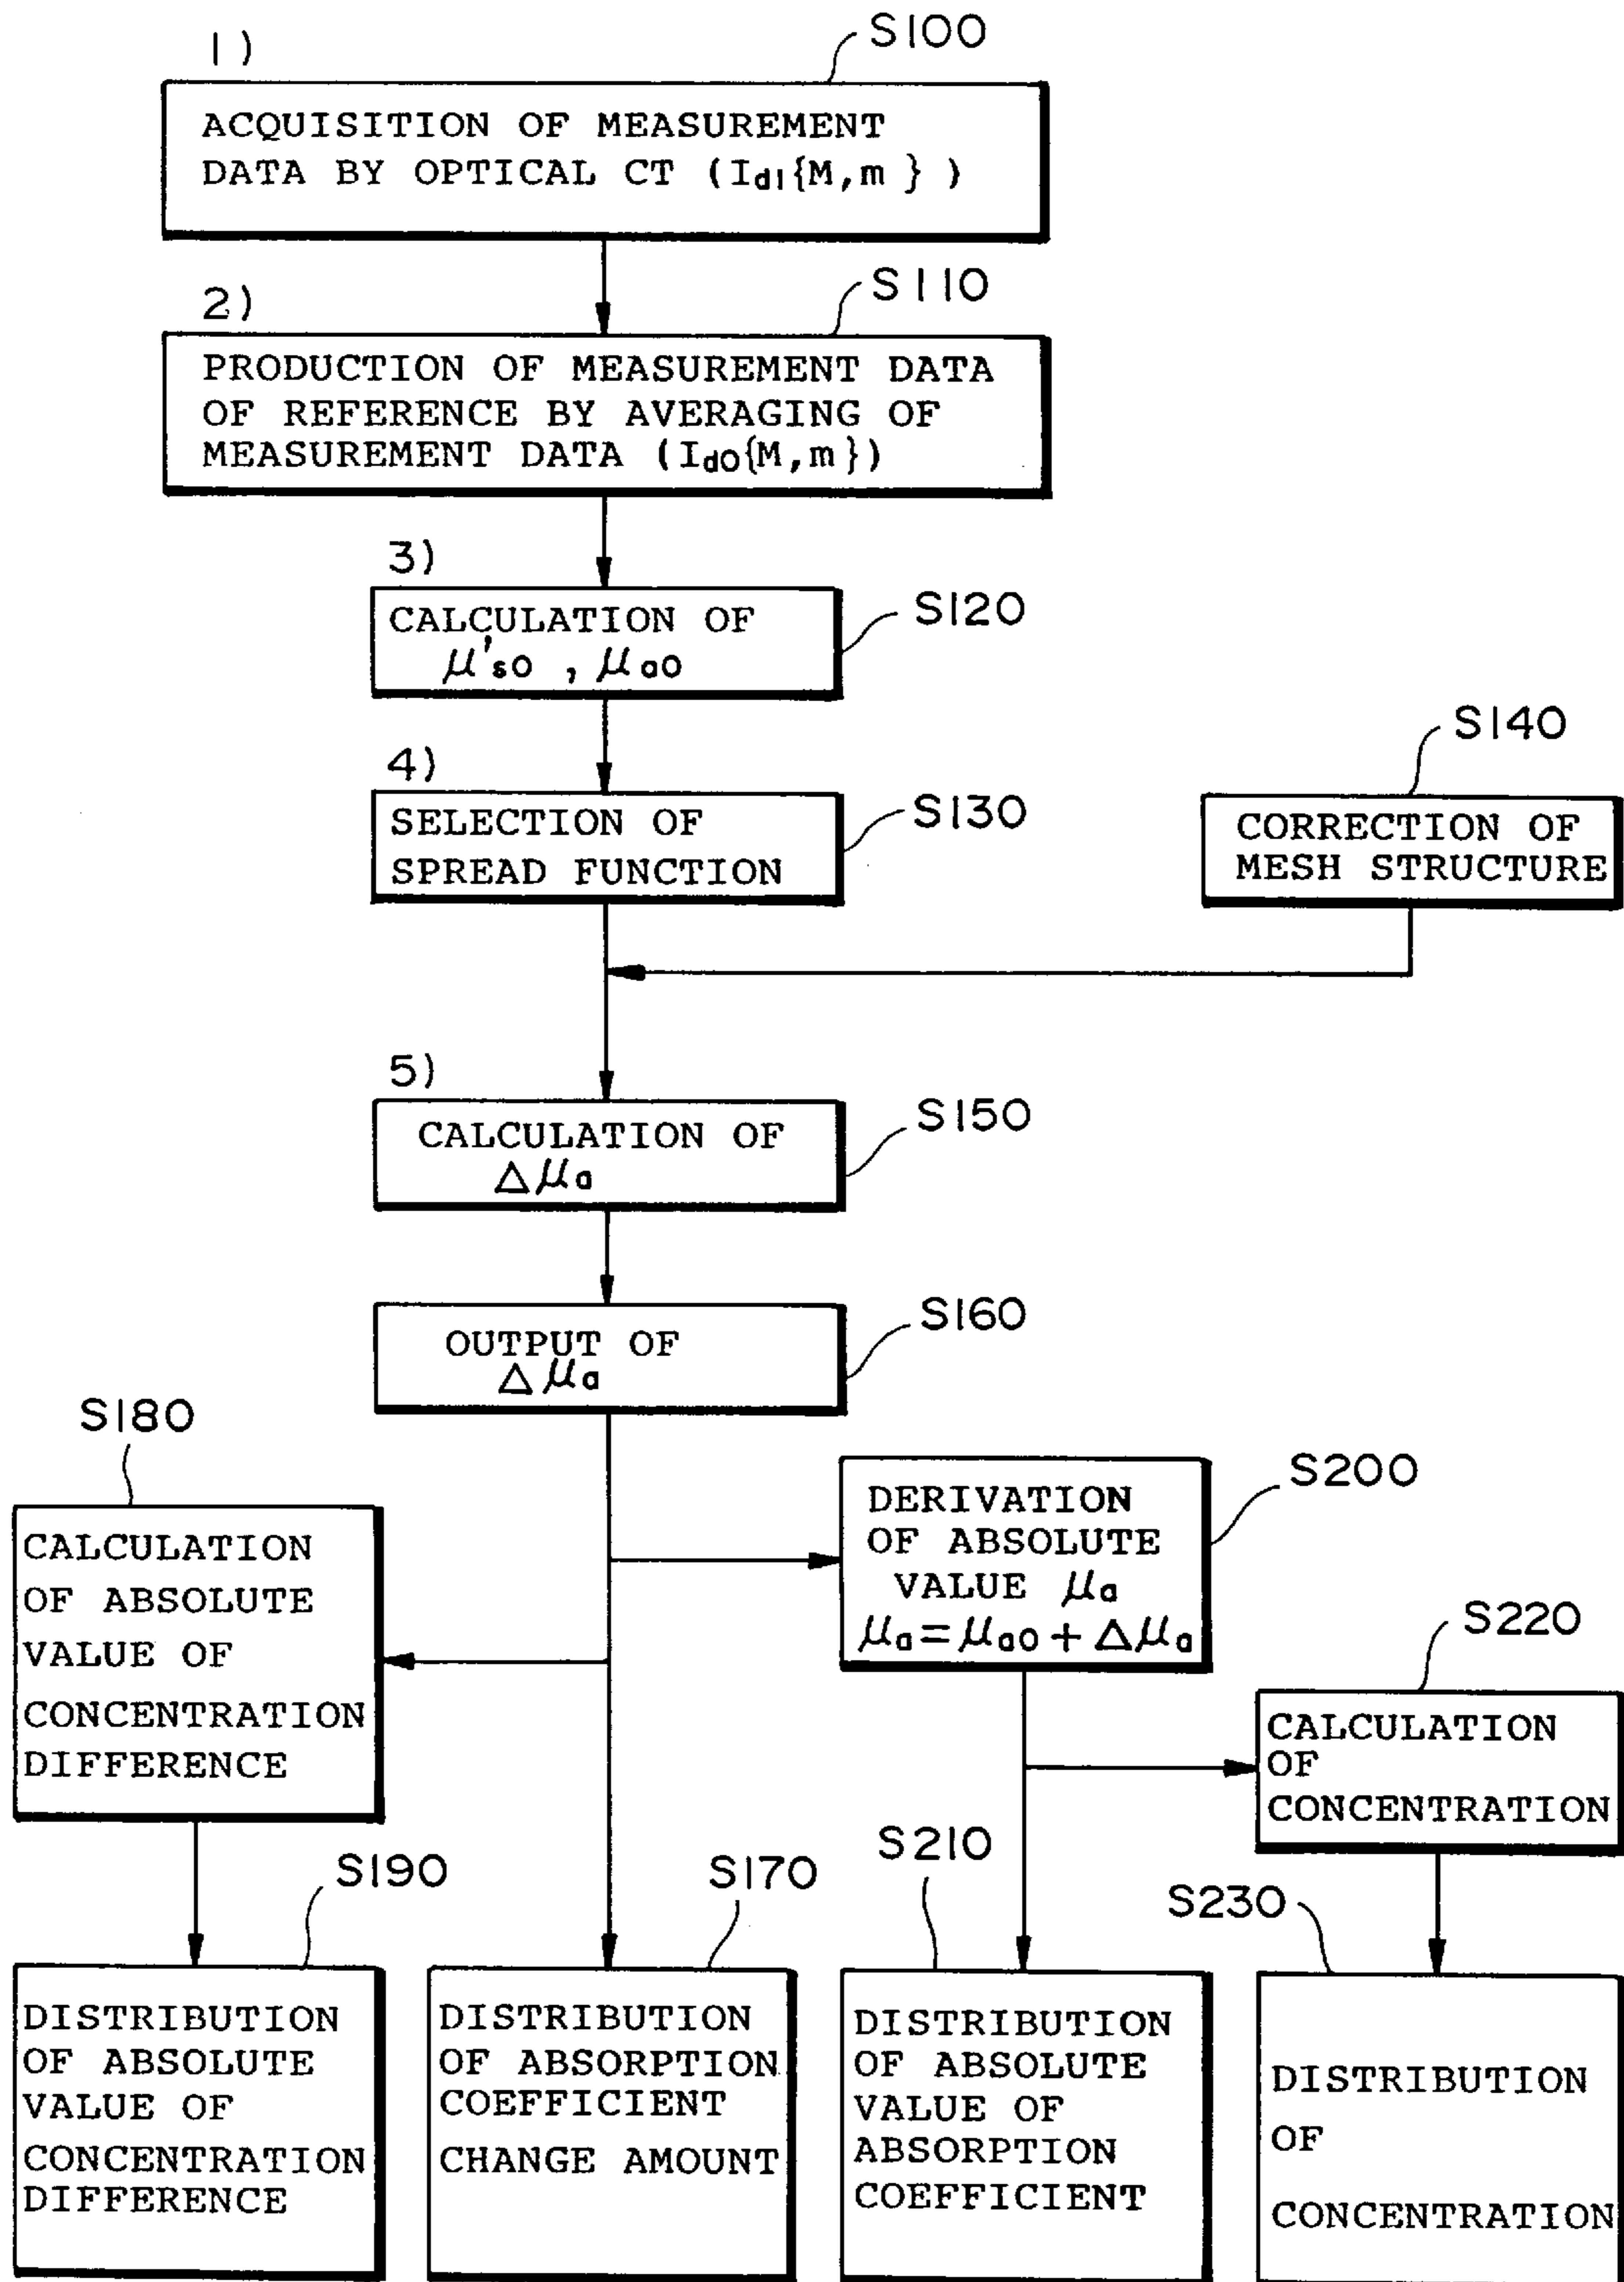 1)
S100
ACQUISITION OF MEASUREMENT
DATA BY OPTICAL CT (Id1{M,m})
2)
S110
PRODUCTION OF MEASUREMENT DATA
OF REFERENCE BY AVERAGING OF
MEASUREMENT DATA (Id0{M,m})
3)
S120
CALCULATION OF
μ's0 , μa0
4)
S130
SELECTION OF
SPREAD FUNCTION
S140
CORRECTION OF
MESH STRUCTURE
5)
S150
CALCULATION OF
Δμa
S160
OUTPUT OF
Δμa
S180
CALCULATION
OF ABSOLUTE
VALUE OF
CONCENTRATION
DIFFERENCE
S200
DERIVATION
OF ABSOLUTE
VALUE μa
μa=μa0+Δμa
S220
CALCULATION
OF
CONCENTRATION
S190
DISTRIBUTION
OF ABSOLUTE
VALUE OF
CONCENTRATION
DIFFERENCE
S170
DISTRIBUTION
OF ABSORPTION
COEFFICIENT
CHANGE AMOUNT
S210
DISTRIBUTION
OF ABSOLUTE
VALUE OF
ABSORPTION
COEFFICIENT
S230
DISTRIBUTION
OF
CONCENTRATION